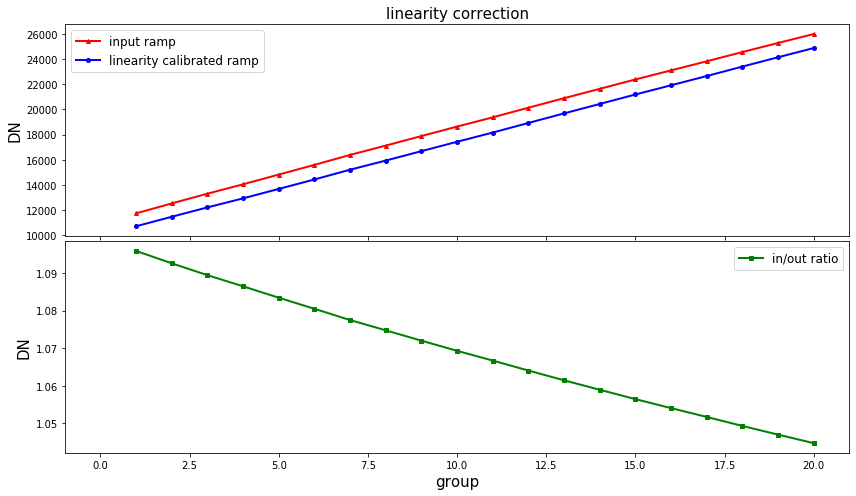 linearity correction
input ramp
linearity calibrated ramp
26000
24000
22000
20000
18000
16000
14000
12000
10000
DN
in/out ratio
1.09
1.08
1.07
1.06
1.05
DN
0.0 2.5 5.0 7.5 10.0 12.5 15.0 17.5 20.0
group